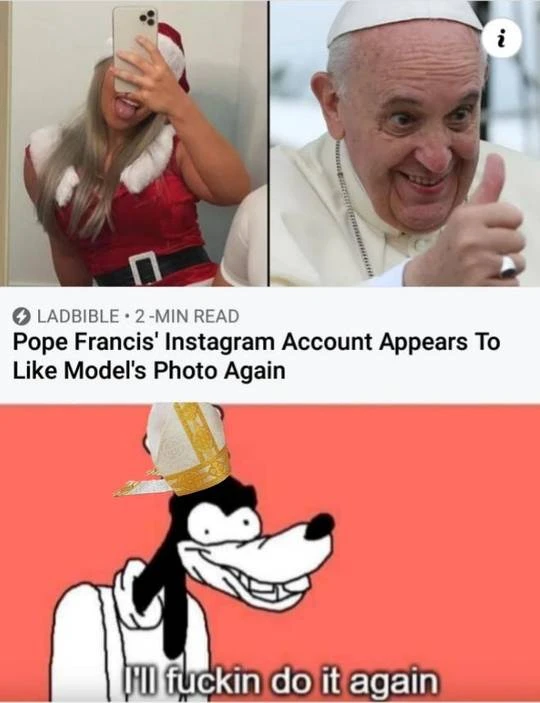 i
LADBIBLE • 2 -MIN READ
Pope Francis' Instagram Account Appears To
Like Model's Photo Again
I'll fuckin do it again